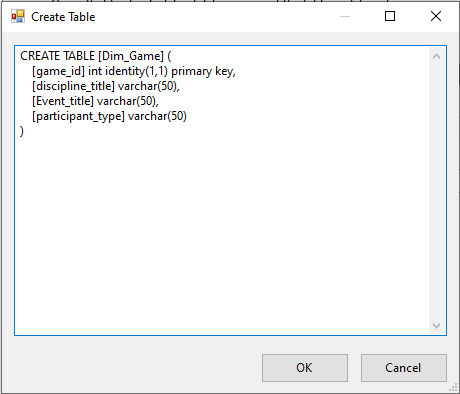 Create Table
CREATE TABLE [Dim_Game] (
[game_id] int identity(1,1) primary key,
[discipline_title] varchar(50),
[Event_title] varchar(50),
[participant_type] varchar(50)
)
OK
Cancel